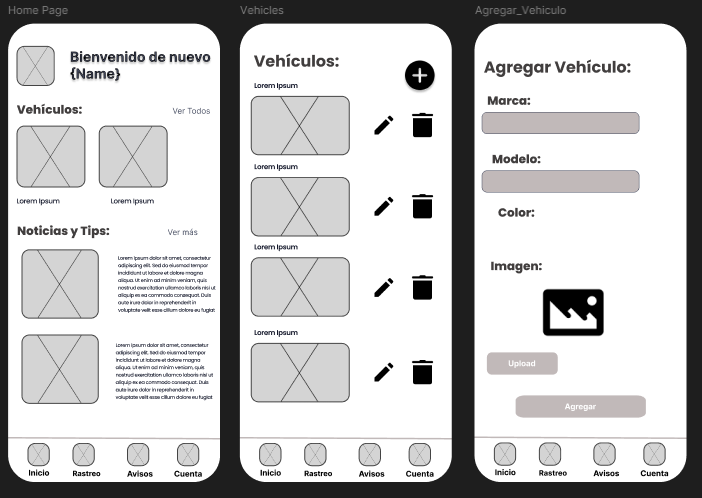 Home Page
Bienvenido de nuevo
{Name}
Vehículos:
Ver Todos
Lorem Ipsum
Lorem Ipsum
Noticias y Tips:
Ver más
Lorem ipsum dolor sit amet, consectetur
adipiscing elit. Sed do eiusmod tempor
incididunt ut labore et dolore magna
aliqua. Ut enim ad minim veniam, quis
nostrud exercitation ullamco laboris nisi ut
aliquip ex ea commodo consequat. Duis
aute irure dolor in reprehenderit in
voluptate velit esse cillum dolore eu fugiat
Lorem ipsum dolor sit amet, consectetur
adipiscing elit. Sed do eiusmod tempor
incididunt ut labore et dolore magna
aliqua. Ut enim ad minim veniam, quis
nostrud exercitation ullamco laboris nisi ut
aliquip ex ea commodo consequat. Duis
aute irure dolor in reprehenderit in
voluptate velit esse cillum dolore eu fugiat
Inicio
Rastreo
Avisos
Cuenta
Vehicles
Vehículos:
Lorem Ipsum
Lorem Ipsum
Lorem Ipsum
Lorem Ipsum
Inicio
Rastreo
Avisos
Cuenta
Agregar_Vehiculo
Agregar Vehículo:
Marca:
Modelo:
Color:
Imagen:
Upload
Agregar
Inicio
Rastreo
Avisos
Cuenta